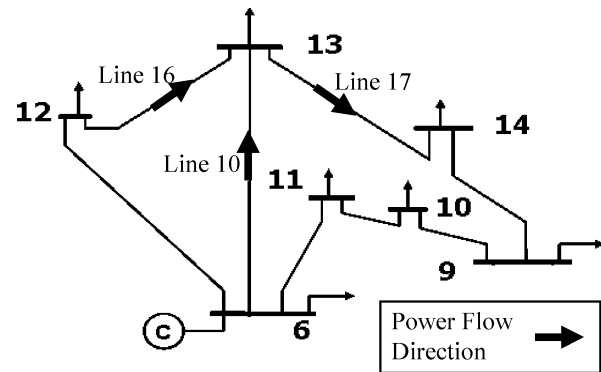 13
Line 16
Line 17
12
14
Line 10
11
10
9
6
C
Power Flow
Direction